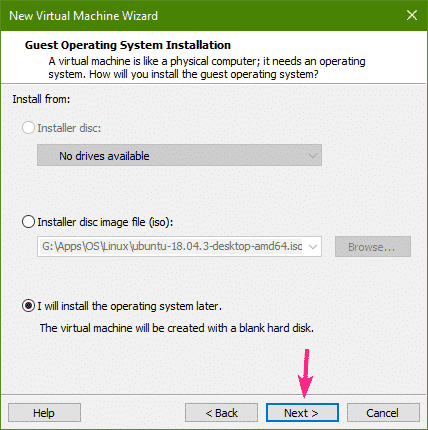 New Virtual Machine Wizard
Guest Operating System Installation
A virtual machine is like a physical computer; it needs an operating
system. How will you install the guest operating system?
Install from:
Installer disc:
No drives available
Installer disc image file (iso):
G:\Apps\OS\Linux\ubuntu-18.04.3-desktop-amd64.iso
Browse...
I will install the operating system later.
The virtual machine will be created with a blank hard disk.
Help
< Back
Next >
Cancel